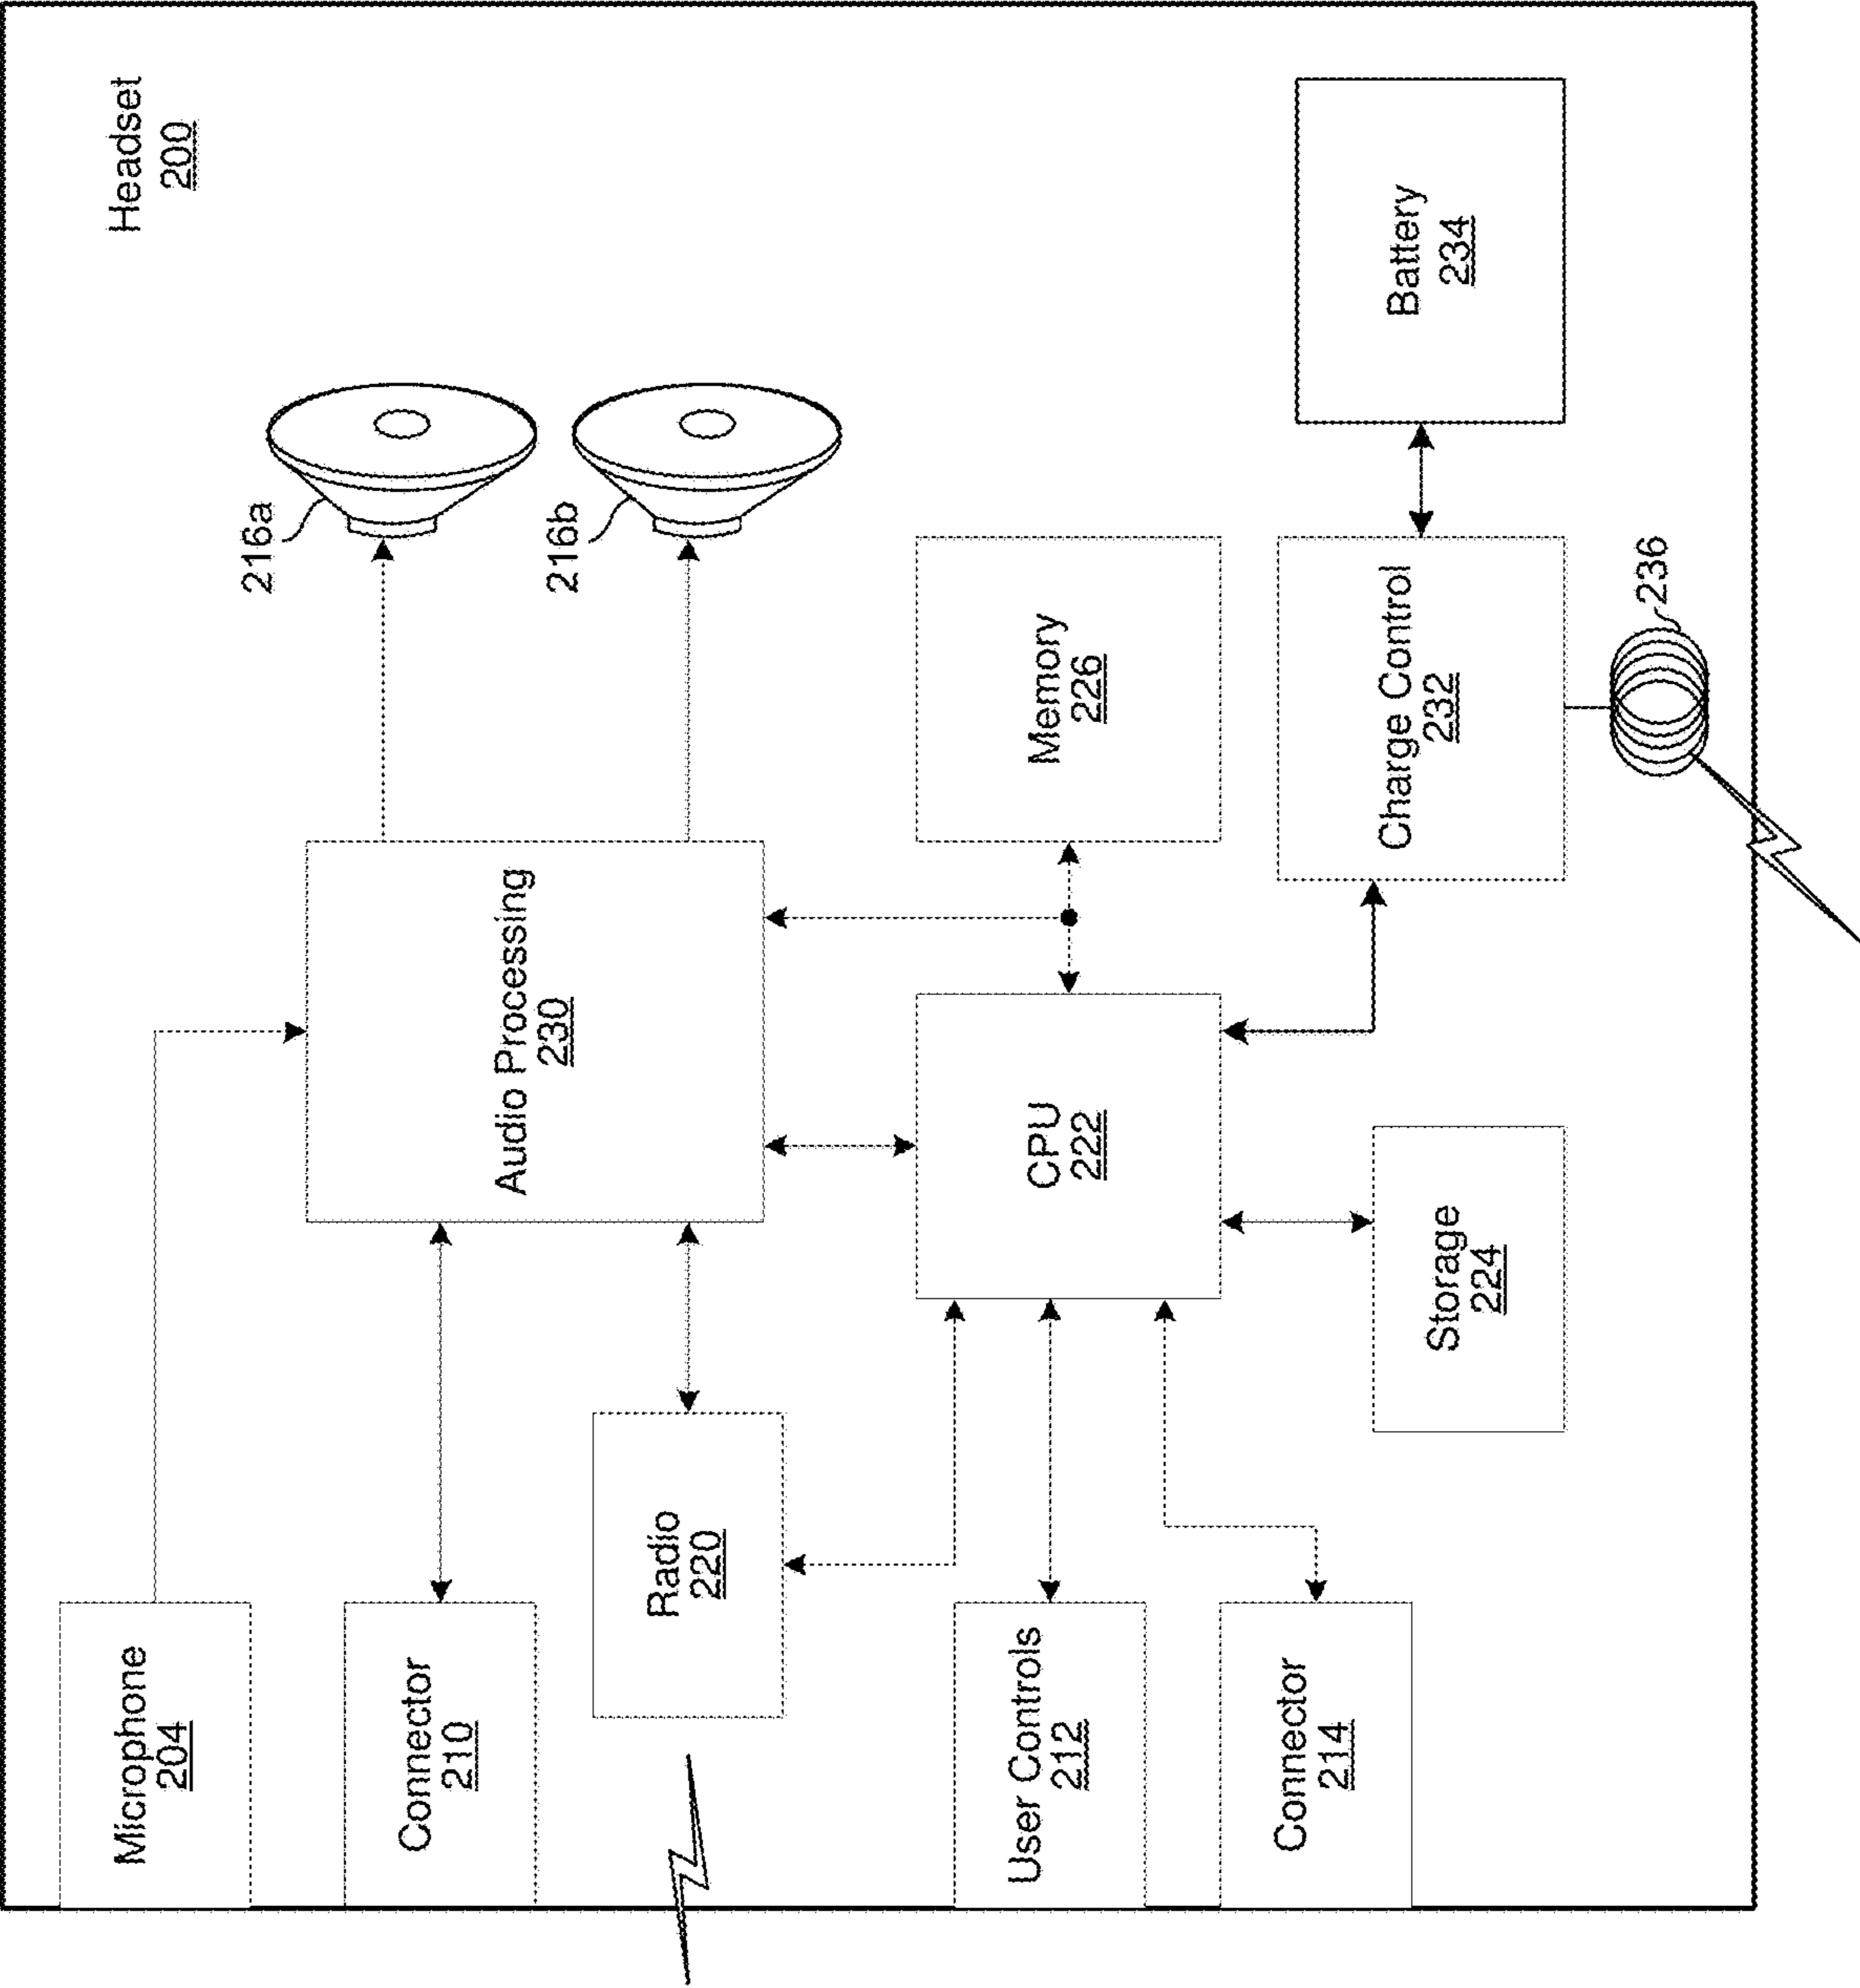 Headset
200
Microphone
204
Connector
210
Radio
220
User Controls
212
Connector
214
Audio Processing
230
CPU
222
Storage
224
216a
216b
Memory
226
Charge Control
232
236
Battery
234